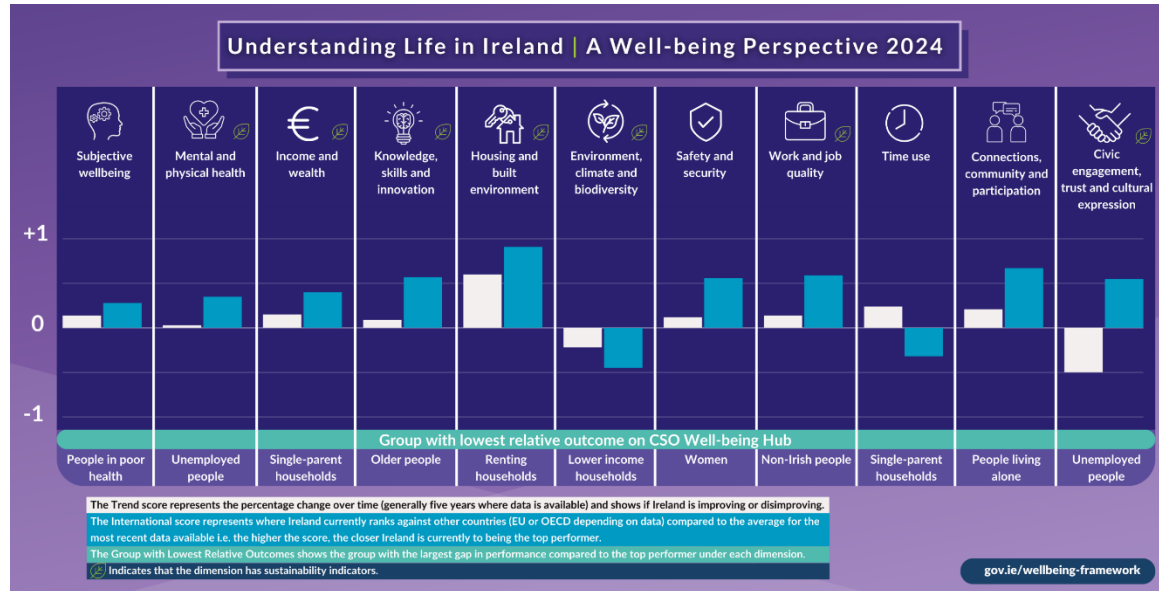 Understanding Life in Ireland | A Well-being Perspective 2024
Subjective
wellbeing
Mental and
physical health
Income and
wealth
Knowledge,
skills and
innovation
Housing and
built
environment
Environment,
climate and
biodiversity
Safety and
security
Work and job
quality
Time use
Connections,
community and
participation
Civic
engagement,
trust and cultural
expression
+1
0
-1
Group with lowest relative outcome on CSO Well-being Hub
People in poor
health
Unemployed
people
Single-parent
households
Older people
Renting
households
Lower income
households
Women
Non-Irish people
Single-parent
households
People living
alone
Unemployed
people
The Trend score represents the percentage change over time (generally five years where data is available) and shows if Ireland is improving or disimproving.
The International score represents where Ireland currently ranks against other countries (EU or OECD depending on data) compared to the average for the
most recent data available i.e. the higher the score, the closer Ireland is currently to being the top performer.
The Group with Lowest Relative Outcomes shows the group with the largest gap in performance compared to the top performer under each dimension.
Indicates that the dimension has sustainability indicators.
gov.ie/wellbeing-framework